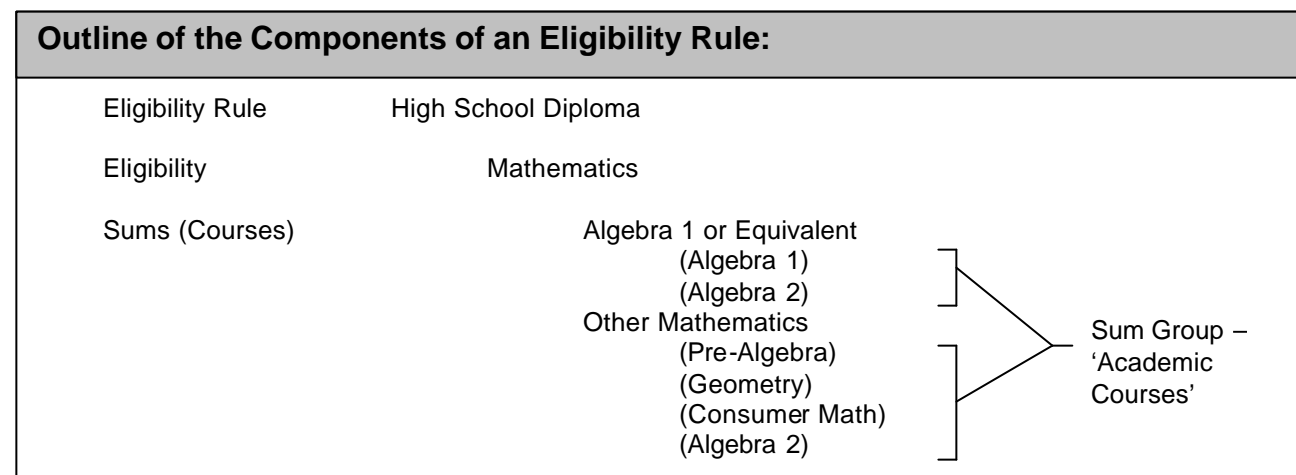 Outline of the Components of an Eligibility Rule:
Eligibility Rule High School Diploma
Eligibility Mathematics
Sums (Courses) Algebra 1 or Equivalent
(Algebra 1)
(Algebra 2)
Other Mathematics
(Pre-Algebra)
(Geometry)
(Consumer Math)
(Algebra 2)
Sum Group –
‘Academic
Courses’